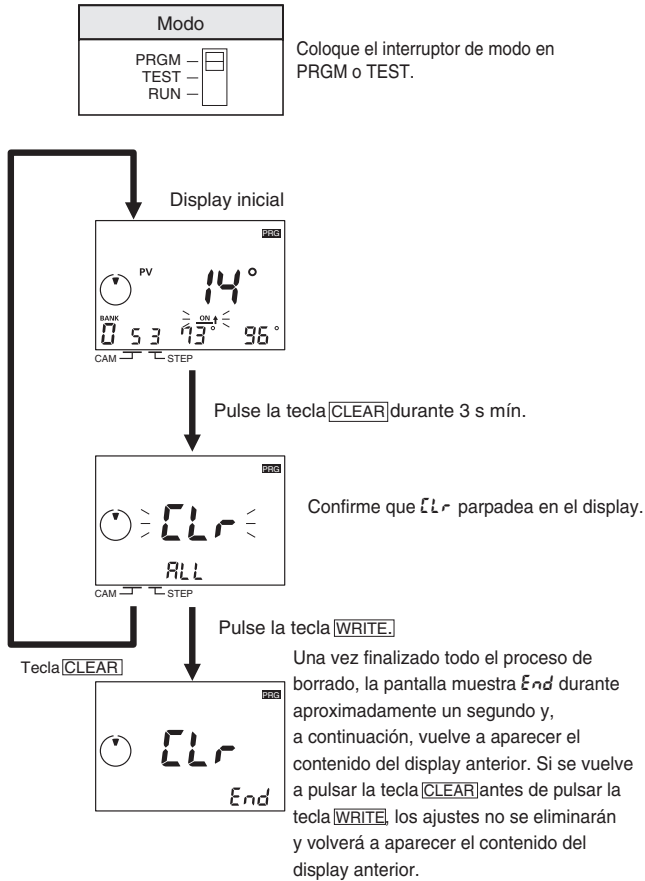 Modo
PRGM
TEST
RUN
Coloque el interruptor de modo en
PRGM o TEST.
Display inicial
PRG
PV
14°
BANK
ON
0 5 3 73° 96°
CAM STEP
Pulse la tecla CLEAR durante 3 s mín.
PRG
CLr
ALL
CAM STEP
Confirme que CLr parpadea en el display.
Pulse la tecla WRITE.
Tecla CLEAR
PRG
CLr
End
Una vez finalizado todo el proceso de
borrado, la pantalla muestra End durante
aproximadamente un segundo y,
a continuación, vuelve a aparecer el
contenido del display anterior. Si se vuelve
a pulsar la tecla CLEAR antes de pulsar la
tecla WRITE, los ajustes no se eliminarán
y volverá a aparecer el contenido del
display anterior.